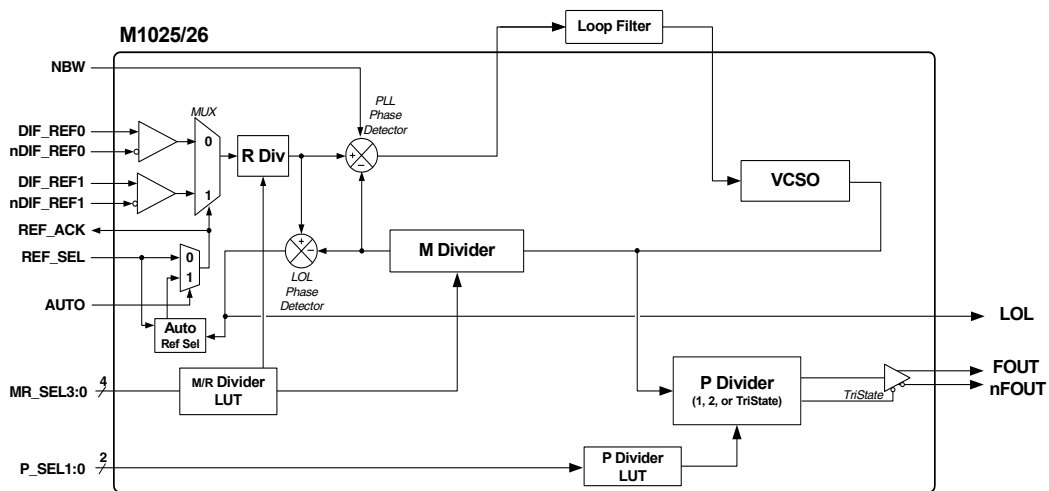 M1025/26
Loop Filter
NBW
MUX
PLL
Phase
Detector
DIF_REF0
nDIF_REF0
0
R Div
+
−
DIF_REF1
nDIF_REF1
1
VCSO
REF_ACK
REF_SEL
0
1
+
−
M Divider
LOL
Phase
Detector
AUTO
Auto
Ref Sel
LOL
MR_SEL3:0
4
M/R Divider
LUT
P Divider
(1, 2, or TriState)
TriState
FOUT
nFOUT
P_SEL1:0
2
P Divider
LUT